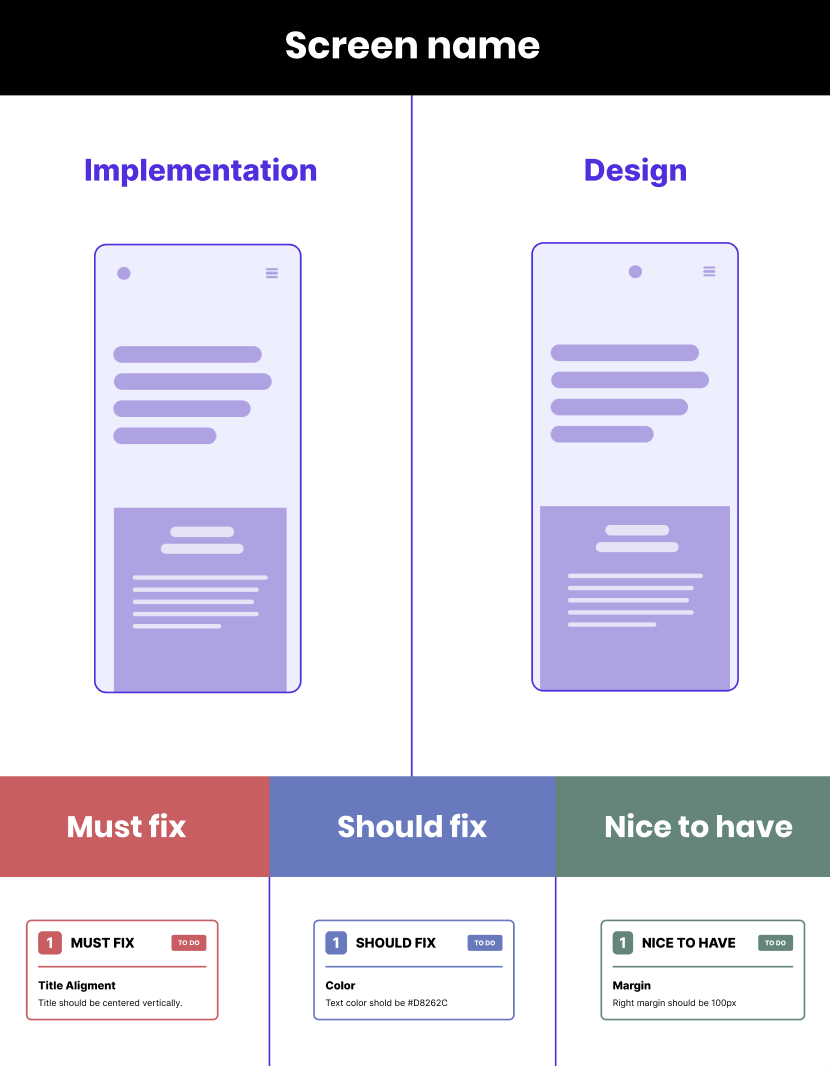 Screen name
Implementation
Design
Must fix
Should fix
Nice to have
1 MUST FIX TO DO
Title Aligment
Title should be centered vertically.
1 SHOULD FIX TO DO
Color
Text color shold be #D8262C
1 NICE TO HAVE TO DO
Margin
Right margin should be 100px